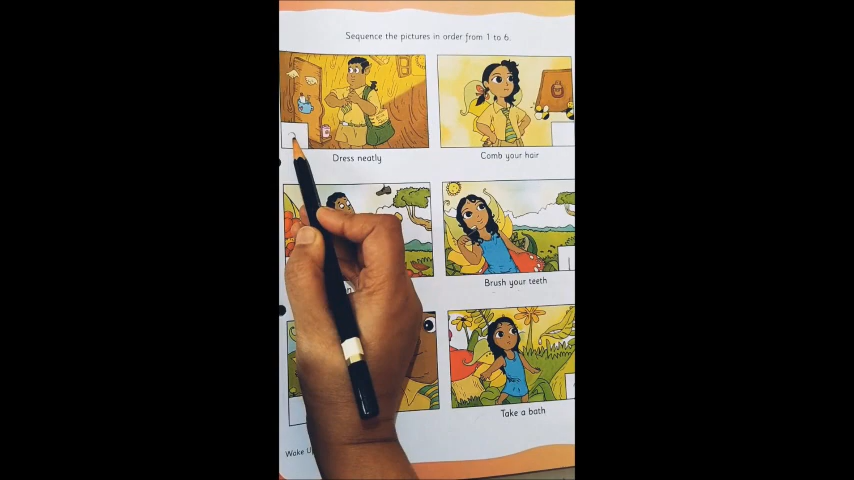 Sequence the pictures in order from 1 to 6.
Dress neatly
Comb your hair
Brush your teeth
Take a bath
Wake